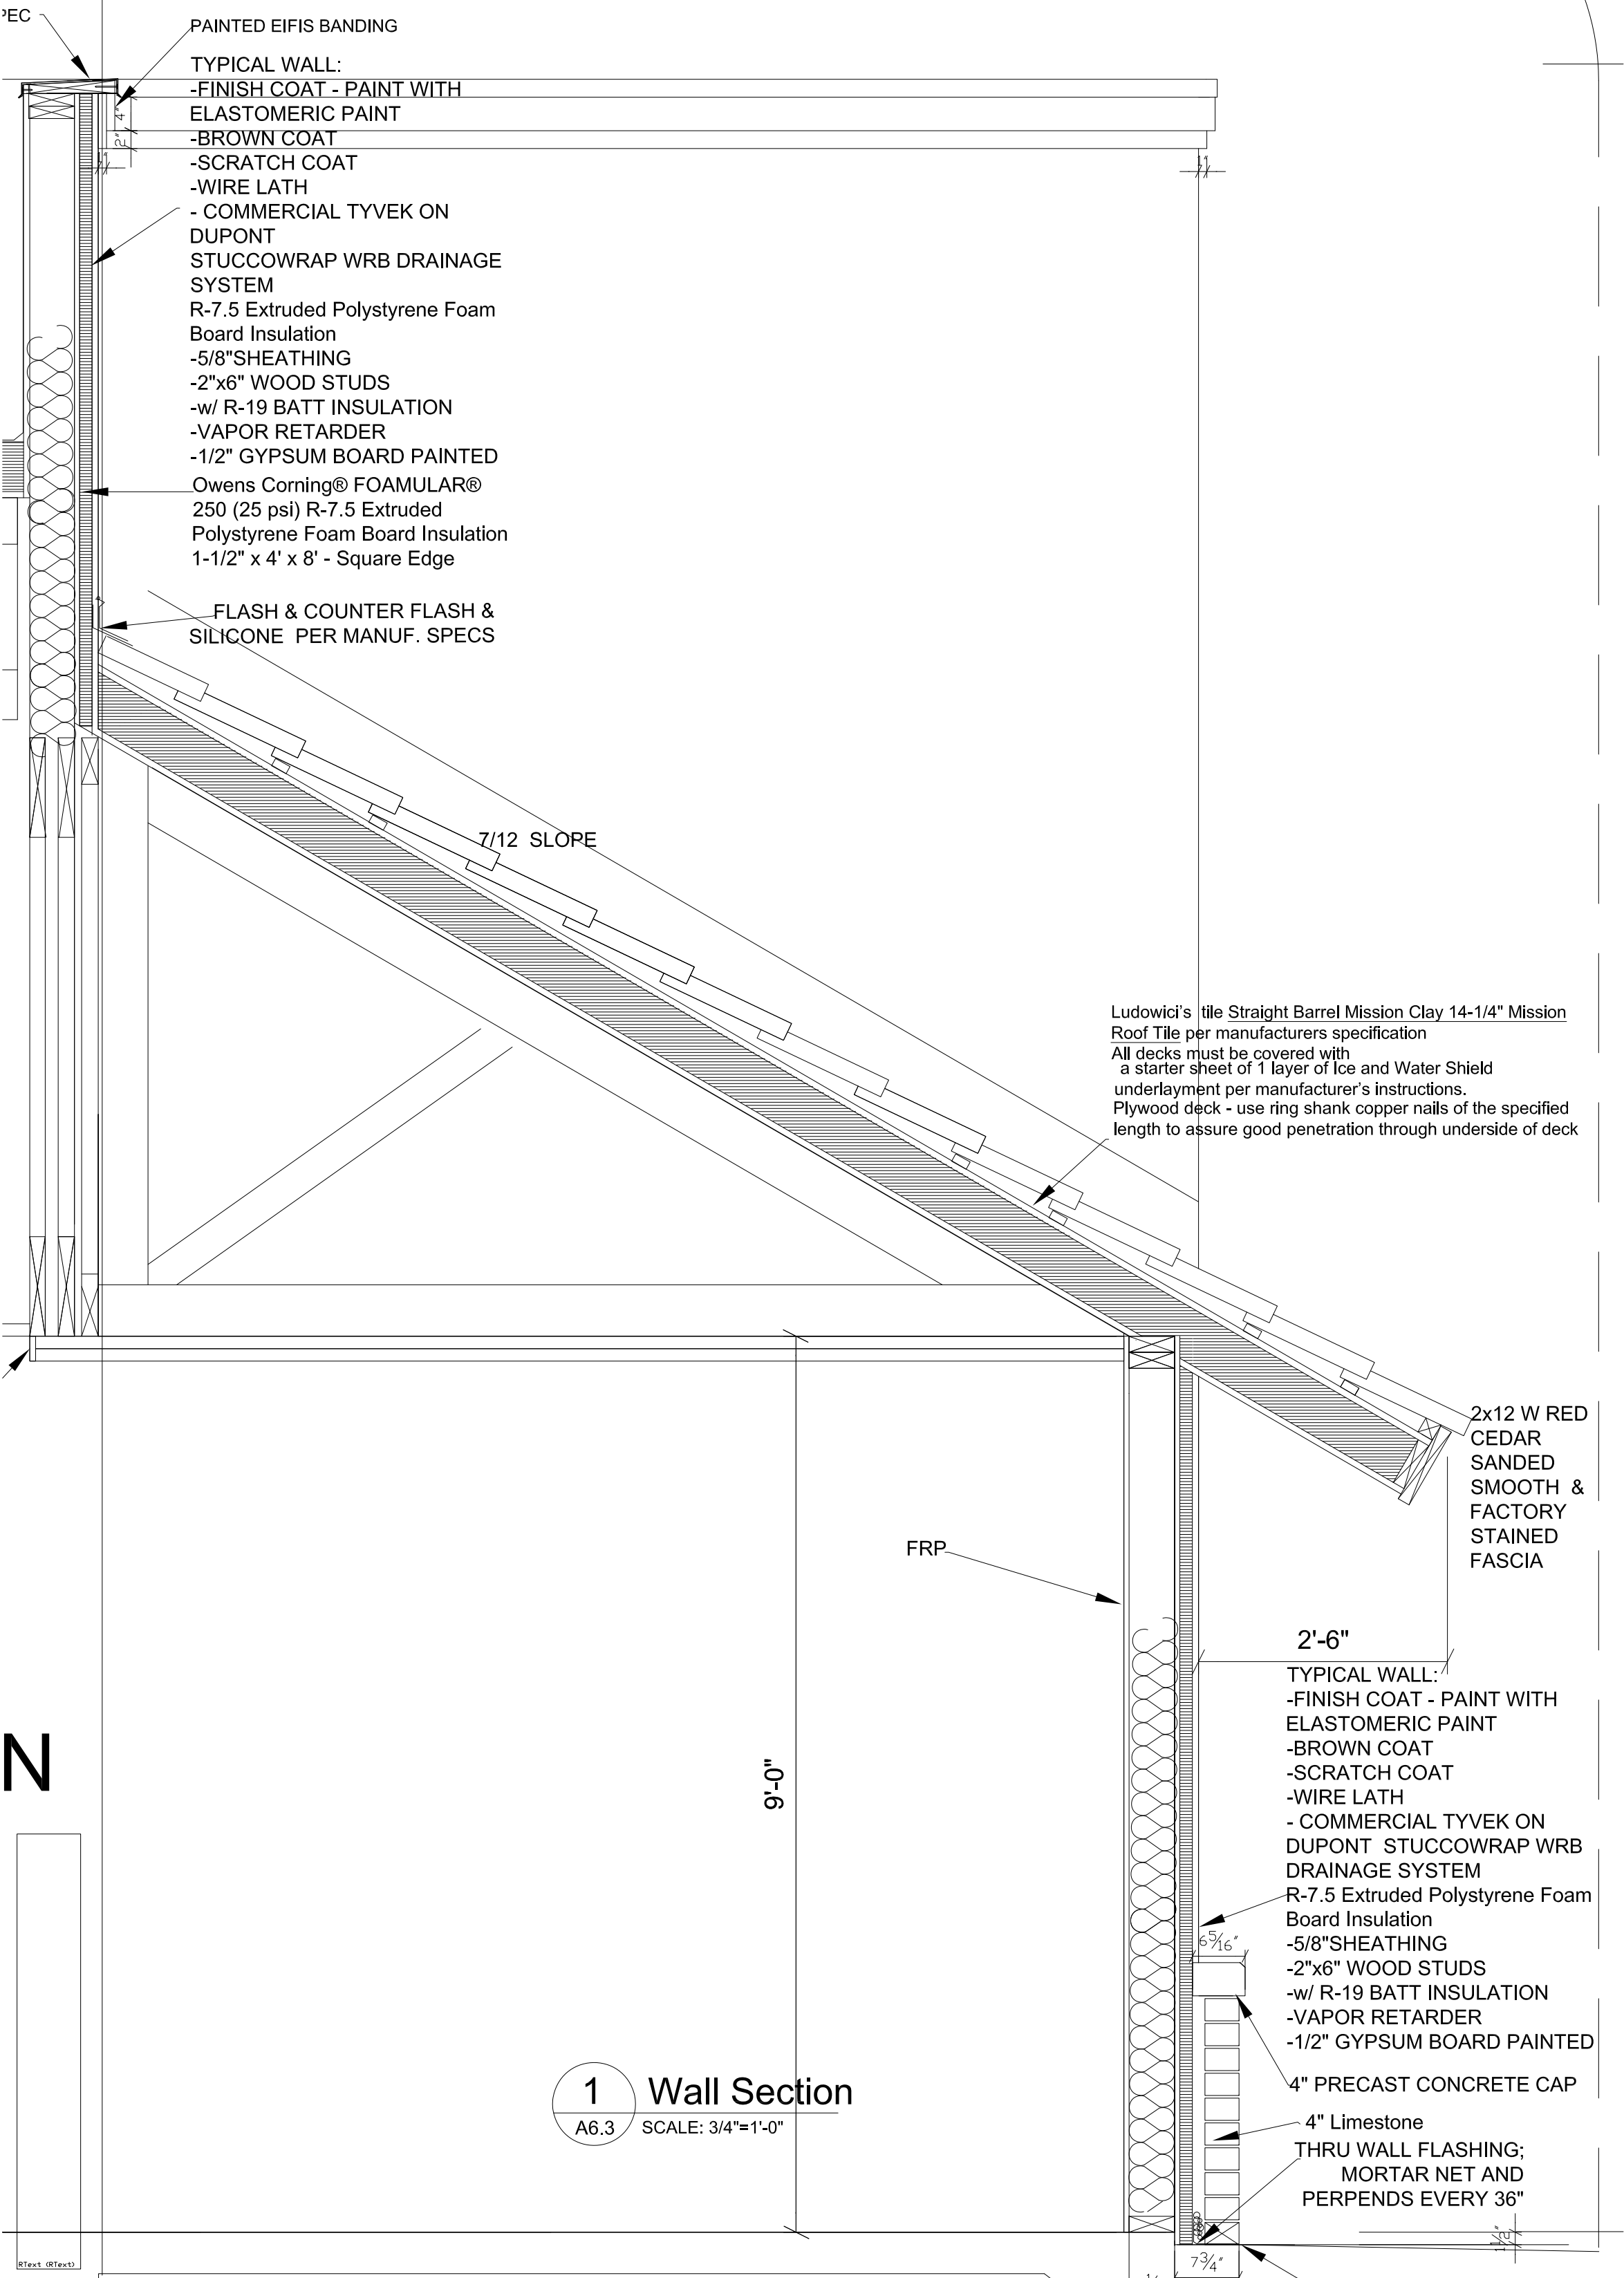 PEC
PAINTED EIFIS BANDING
TYPICAL WALL:
-FINISH COAT - PAINT WITH
ELASTOMERIC PAINT
-BROWN COAT
-SCRATCH COAT
-WIRE LATH
- COMMERCIAL TYVEK ON
DUPONT
STUCCOWRAP WRB DRAINAGE
SYSTEM
R-7.5 Extruded Polystyrene Foam
Board Insulation
-5/8"SHEATHING
-2"x6" WOOD STUDS
-w/ R-19 BATT INSULATION
-VAPOR RETARDER
-1/2" GYPSUM BOARD PAINTED
4"
2"
1"
1"
Owens Corning® FOAMULAR®
250 (25 psi) R-7.5 Extruded
Polystyrene Foam Board Insulation
1-1/2" x 4' x 8' - Square Edge
FLASH & COUNTER FLASH &
SILICONE PER MANUF. SPECS
7/12 SLOPE
Ludowici's tile Straight Barrel Mission Clay 14-1/4" Mission
Roof Tile per manufacturers specification
All decks must be covered with
a starter sheet of 1 layer of Ice and Water Shield
underlayment per manufacturer's instructions.
Plywood deck - use ring shank copper nails of the specified
length to assure good penetration through underside of deck
2x12 W RED
CEDAR
SANDED
SMOOTH &
FACTORY
STAINED
FASCIA
FRP
2'-6"
TYPICAL WALL:
-FINISH COAT - PAINT WITH
ELASTOMERIC PAINT
-BROWN COAT
-SCRATCH COAT
-WIRE LATH
- COMMERCIAL TYVEK ON
DUPONT STUCCOWRAP WRB
DRAINAGE SYSTEM
R-7.5 Extruded Polystyrene Foam
Board Insulation
-5/8"SHEATHING
-2"x6" WOOD STUDS
-w/ R-19 BATT INSULATION
-VAPOR RETARDER
-1/2" GYPSUM BOARD PAINTED
N
9'-0"
6 5/16"
4" PRECAST CONCRETE CAP
4" Limestone
THRU WALL FLASHING;
MORTAR NET AND
PERPENDS EVERY 36"
1 Wall Section
A6.3 SCALE: 3/4"=1'-0"
1 1/2"
7 3/4"
RText (RText)